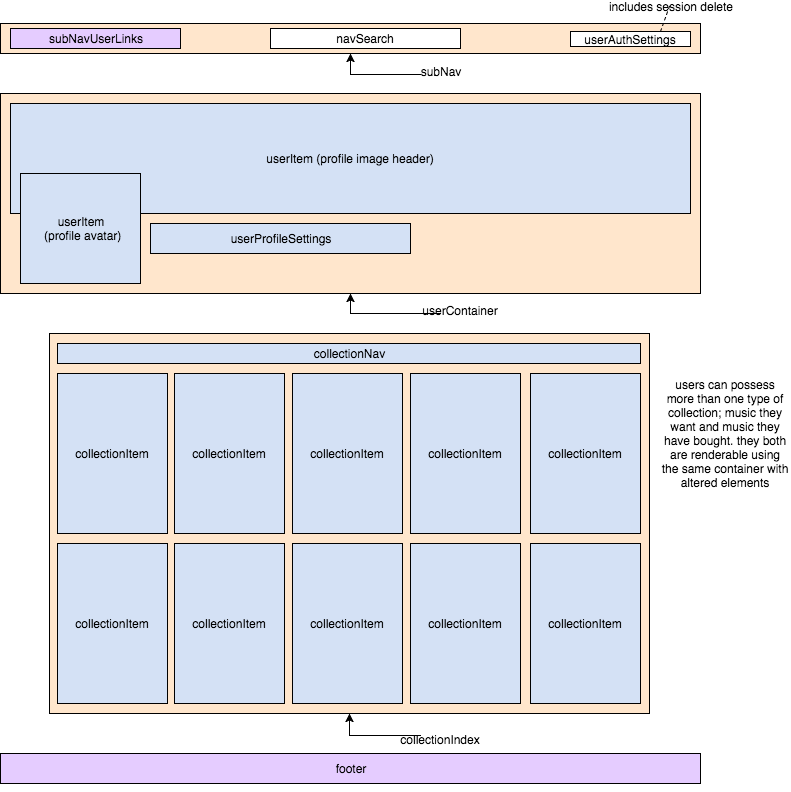 includes session delete
subNavUserLinks
navSearch
userAuthSettings
subNav
userItem (profile image header)
userItem
(profile avatar)
userProfileSettings
userContainer
collectionNav
collectionItem
collectionItem
collectionItem
collectionItem
collectionItem
users can possess
more than one type of
collection; music they
want and music they
have bought. they both
are renderable using
the same container with
altered elements
collectionItem
collectionItem
collectionItem
collectionItem
collectionItem
collectionIndex
footer